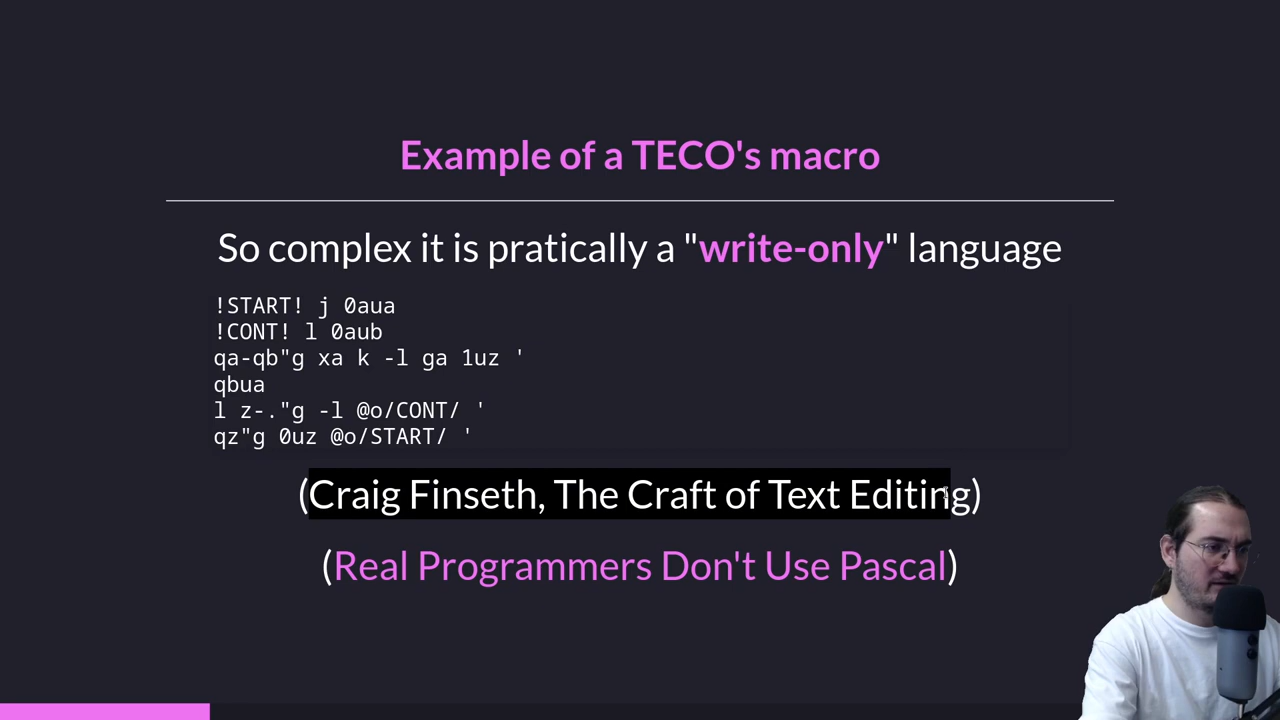 Example of a TECO's macro
So complex it is pratically a "write-only" language
!START! j 0aua
!CONT! l 0aub
qa-qb"g xa k -l ga 1uz '
qbua
l z-."g -l @o/CONT/ '
qz"g 0uz @o/START/ '
(Craig Finseth, The Craft of Text Editing)
(Real Programmers Don't Use Pascal)